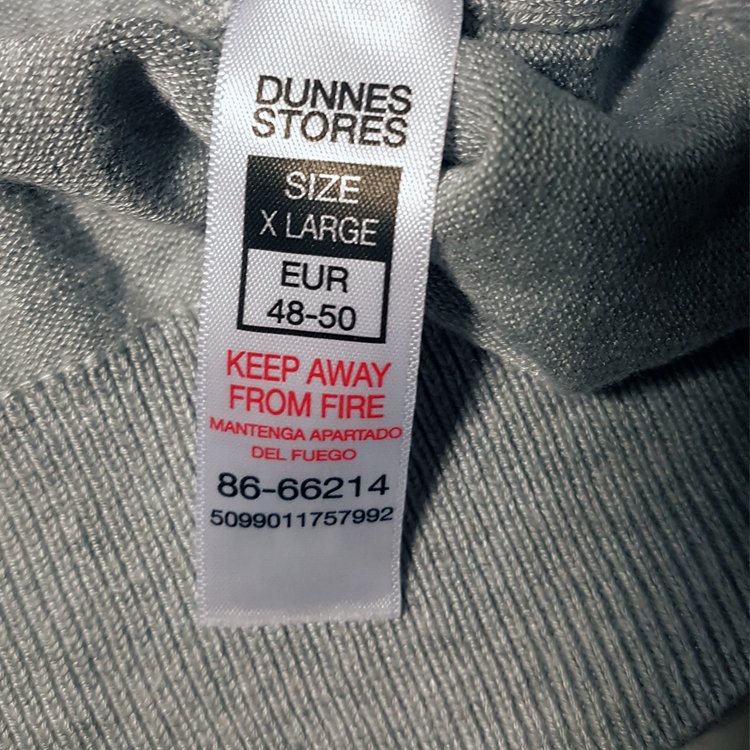 DUNNES
STORES
SIZE
X LARGE
EUR
48-50
KEEP AWAY
FROM FIRE
MANTENGA APARTADO
DEL FUEGO
86-66214
5099011757992